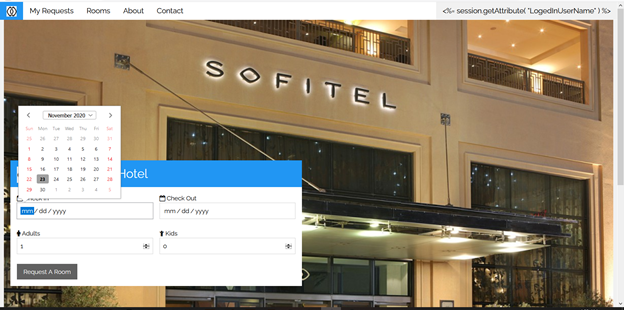 My Requests Rooms About Contact <%= session.getAttribute( "LogedInUserName" ) %>
SOFITEL
November 2020
Sun Mon Tue Wed Thu Fri Sat
25 26 27 28 29 30 31
1 2 3 4 5 6 7
8 9 10 11 12 13 14
15 16 17 18 19 20 21
22 23 24 25 26 27 28
29 30 1 2 3 4 5
Hotel
Check Out
mm / dd / yyyy mm / dd / yyyy
Adults Kids
1 0
Request A Room